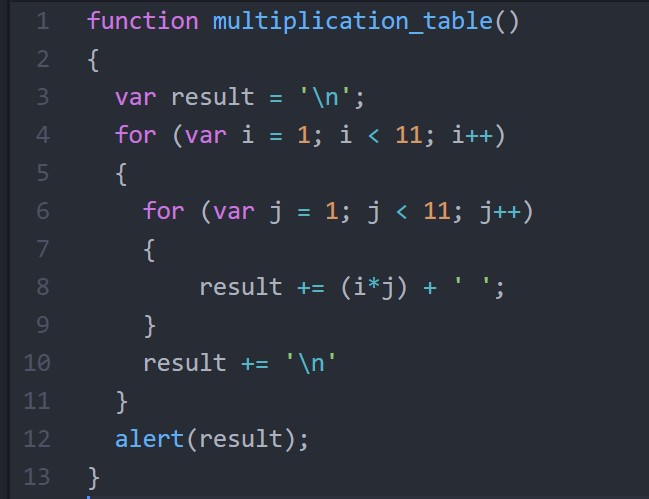 1 function multiplication_table()
2 {
3 var result = '\n';
4 for (var i = 1; i < 11; i++)
5 {
6 for (var j = 1; j < 11; j++)
7 {
8 result += (i*j) + ' ';
9 }
10 result += '\n'
11 }
12 alert(result);
13 }